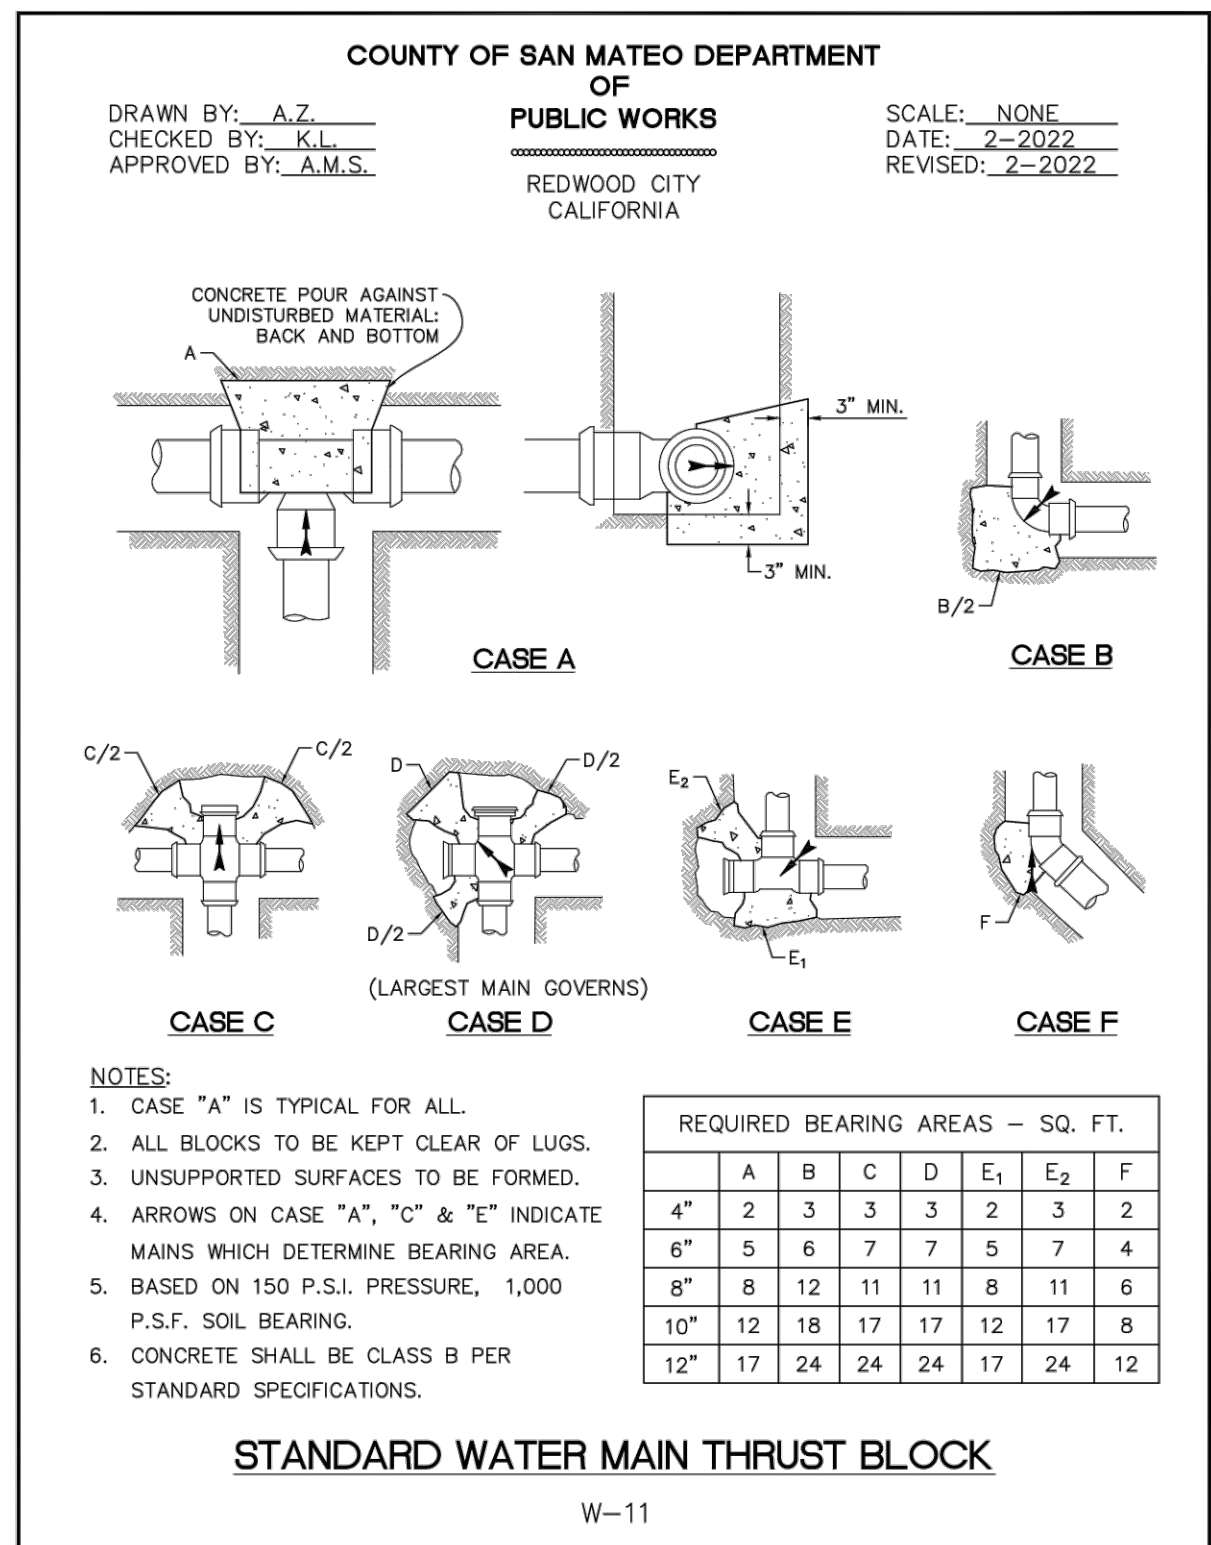 COUNTY OF SAN MATEO DEPARTMENT
OF
PUBLIC WORKS
REDWOOD CITY
CALIFORNIA
DRAWN BY: A.Z.
CHECKED BY: K.L.
APPROVED BY: A.M.S.
SCALE: NONE
DATE: 2-2022
REVISED: 2-2022
CONCRETE POUR AGAINST
UNDISTURBED MATERIAL:
BACK AND BOTTOM
A
3" MIN.
3" MIN.
CASE A
B/2
CASE B
C/2
C/2
CASE C
D
D/2
D/2
(LARGEST MAIN GOVERNS)
CASE D
E₂
E₁
CASE E
F
CASE F
NOTES:
1. CASE "A" IS TYPICAL FOR ALL.
2. ALL BLOCKS TO BE KEPT CLEAR OF LUGS.
3. UNSUPPORTED SURFACES TO BE FORMED.
4. ARROWS ON CASE "A", "C" & "E" INDICATE
MAINS WHICH DETERMINE BEARING AREA.
5. BASED ON 150 P.S.I. PRESSURE, 1,000
P.S.F. SOIL BEARING.
6. CONCRETE SHALL BE CLASS B PER
STANDARD SPECIFICATIONS.
REQUIRED BEARING AREAS – SQ. FT.
A B C D E₁ E₂ F
4" 2 3 3 3 2 3 2
6" 5 6 7 7 5 7 4
8" 8 12 11 11 8 11 6
10" 12 18 17 17 12 17 8
12" 17 24 24 24 17 24 12
STANDARD WATER MAIN THRUST BLOCK
W-11